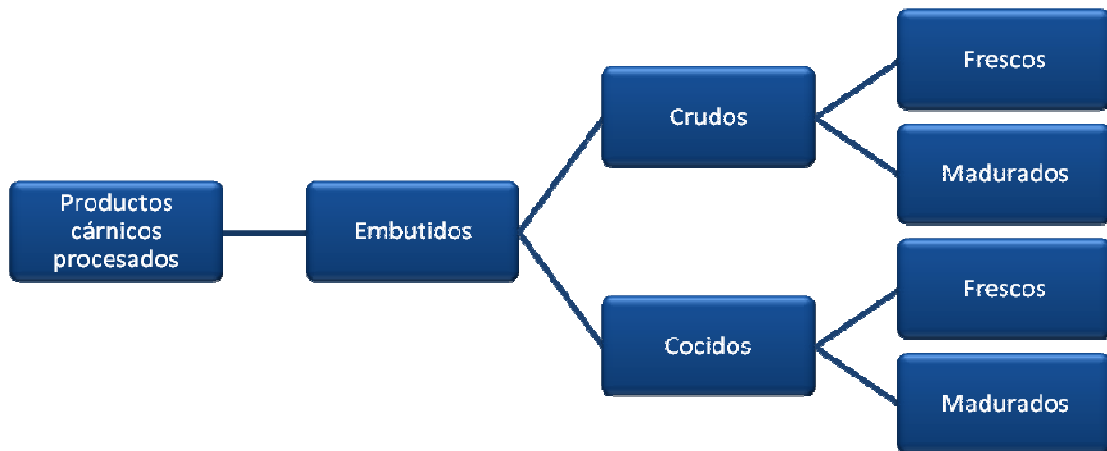 Productos
cárnicos
procesados
Embutidos
Crudos
Frescos
Madurados
Cocidos
Frescos
Madurados